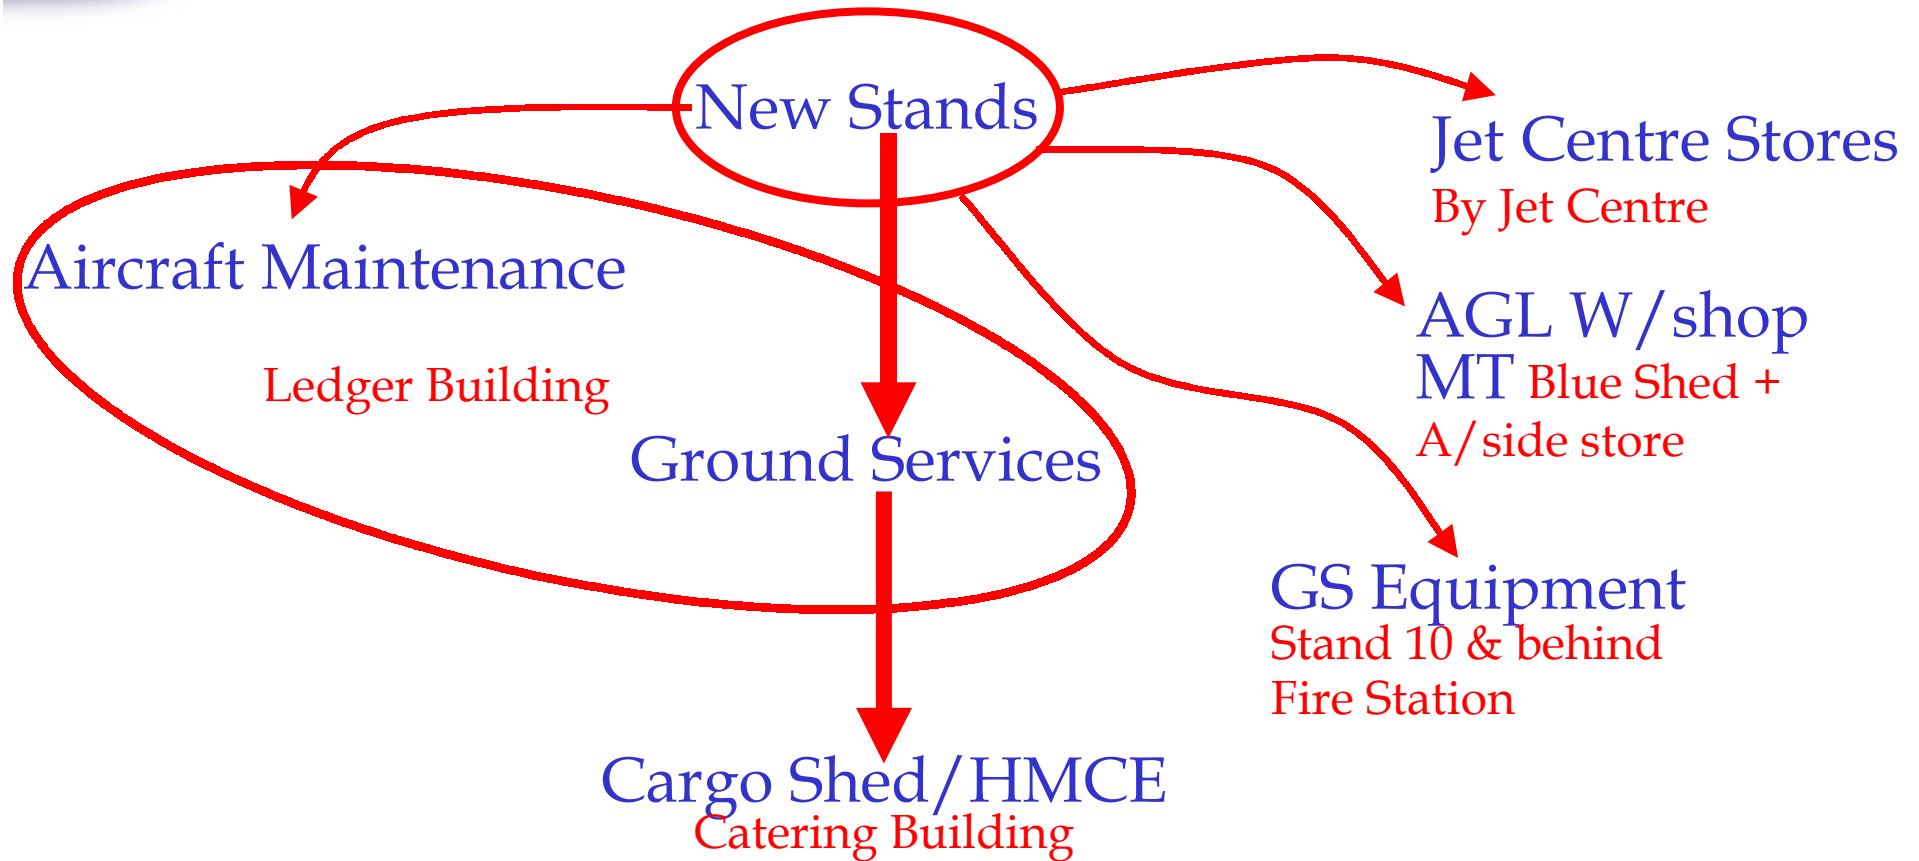 New Stands
Jet Centre Stores
By Jet Centre
Aircraft Maintenance
AGL W/shop
MT Blue Shed +
A/side store
Ledger Building
Ground Services
GS Equipment
Stand 10 & behind
Fire Station
Cargo Shed/HMCE
Catering Building